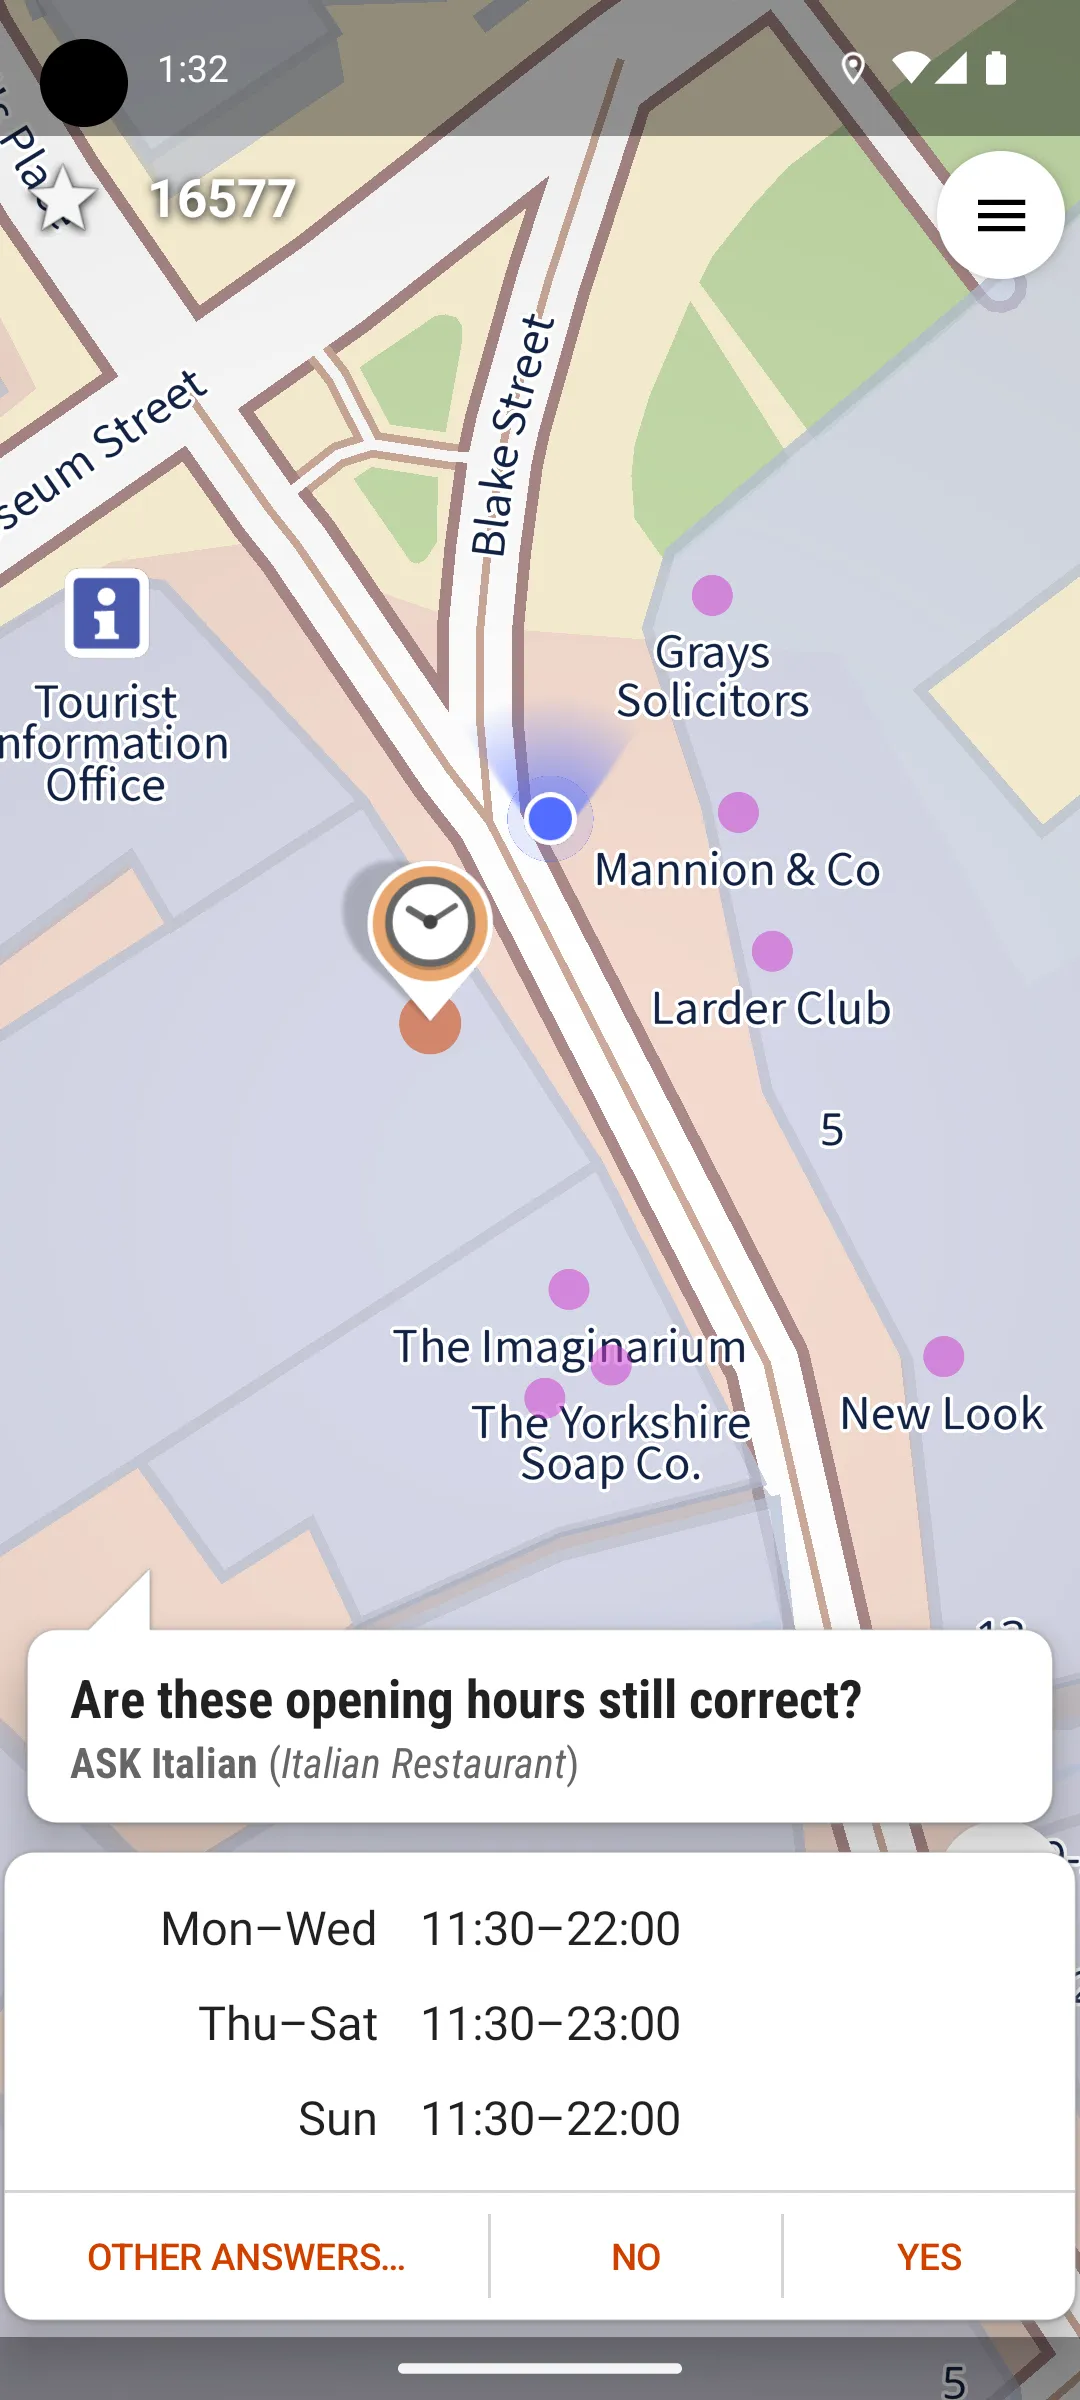 1:32
16577
seum Street
Blake Street
Tourist
nformation
Office
Grays
Solicitors
Mannion & Co
Larder Club
5
The Imaginarium
The Yorkshire
Soap Co.
New Look
Are these opening hours still correct?
ASK Italian (Italian Restaurant)
Mon–Wed 11:30–22:00
Thu–Sat 11:30–23:00
Sun 11:30–22:00
OTHER ANSWERS…
NO
YES
5